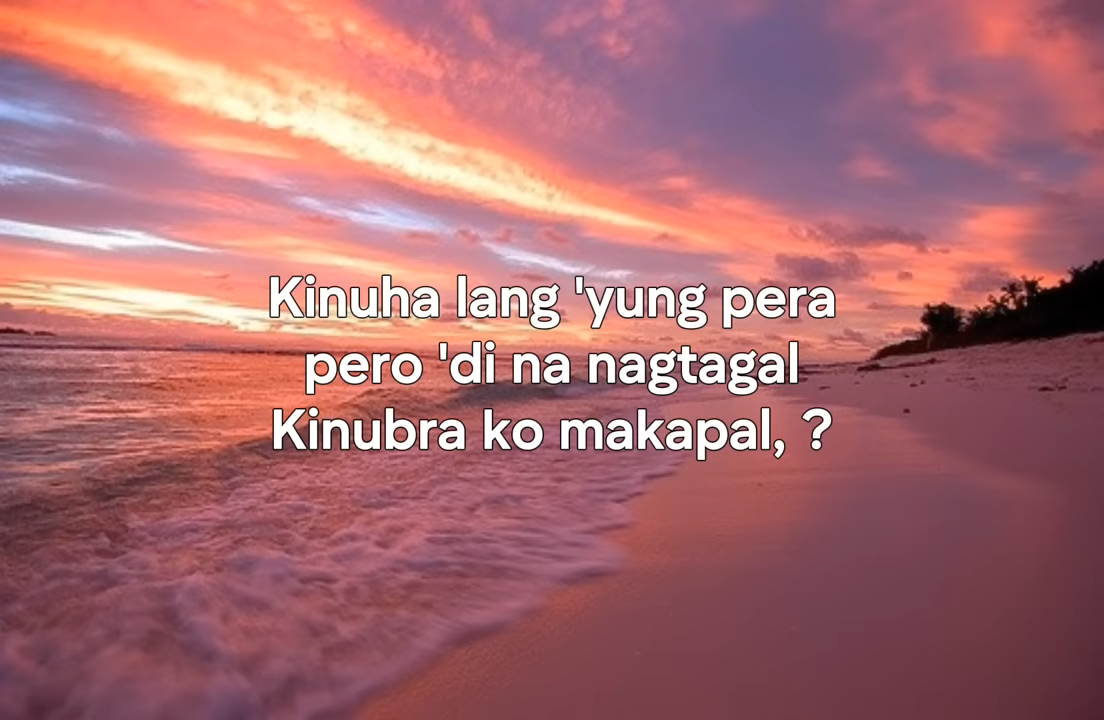 Kinuha lang 'yung pera
pero 'di na nagtagal
Kinubra ko makapal, ?